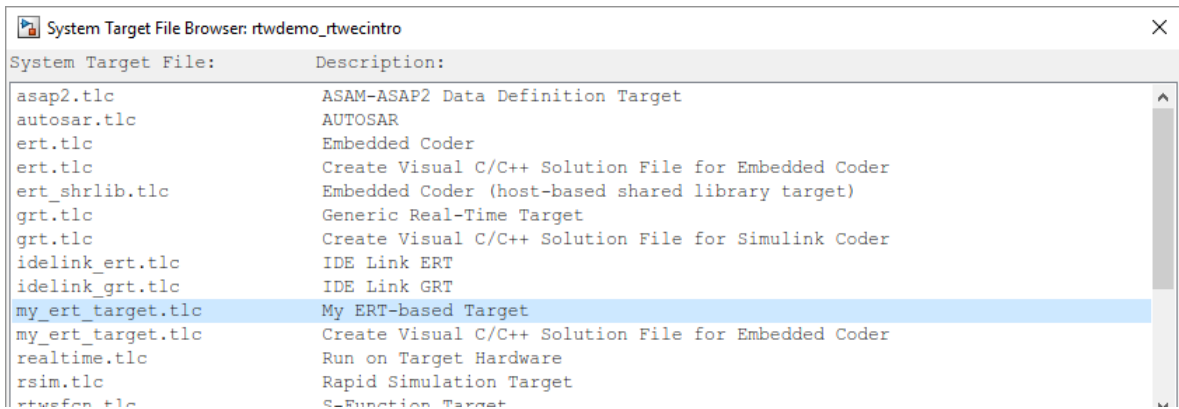 System Target File Browser: rtwdemo_rtwecintro
System Target File: Description:
asap2.tlc ASAM-ASAP2 Data Definition Target
autosar.tlc AUTOSAR
ert.tlc Embedded Coder
ert.tlc Create Visual C/C++ Solution File for Embedded Coder
ert_shrlib.tlc Embedded Coder (host-based shared library target)
grt.tlc Generic Real-Time Target
grt.tlc Create Visual C/C++ Solution File for Simulink Coder
idelink_ert.tlc IDE Link ERT
idelink_grt.tlc IDE Link GRT
my_ert_target.tlc My ERT-based Target
my_ert_target.tlc Create Visual C/C++ Solution File for Embedded Coder
realtime.tlc Run on Target Hardware
rsim.tlc Rapid Simulation Target
rtwsfcn.tlc S-Function Target